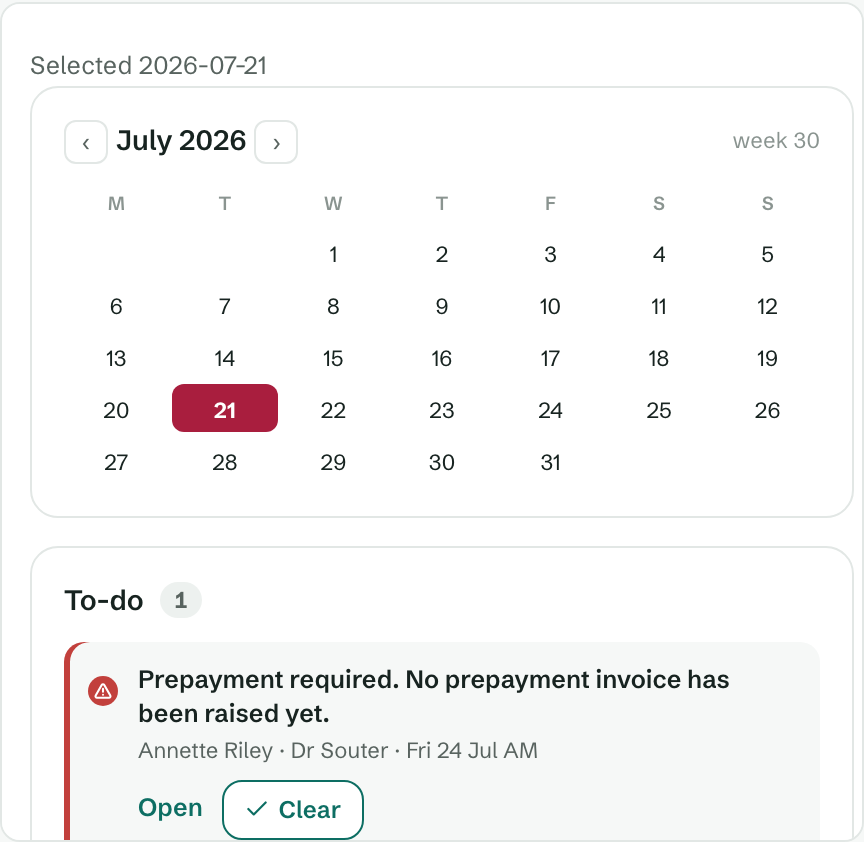 Selected 2026-07-21
‹ July 2026 › week 30
M T W T F S S
1 2 3 4 5
6 7 8 9 10 11 12
13 14 15 16 17 18 19
20 21 22 23 24 25 26
27 28 29 30 31
To-do 1
Prepayment required. No prepayment invoice has
been raised yet.
Annette Riley · Dr Souter · Fri 24 Jul AM
Open ✓ Clear